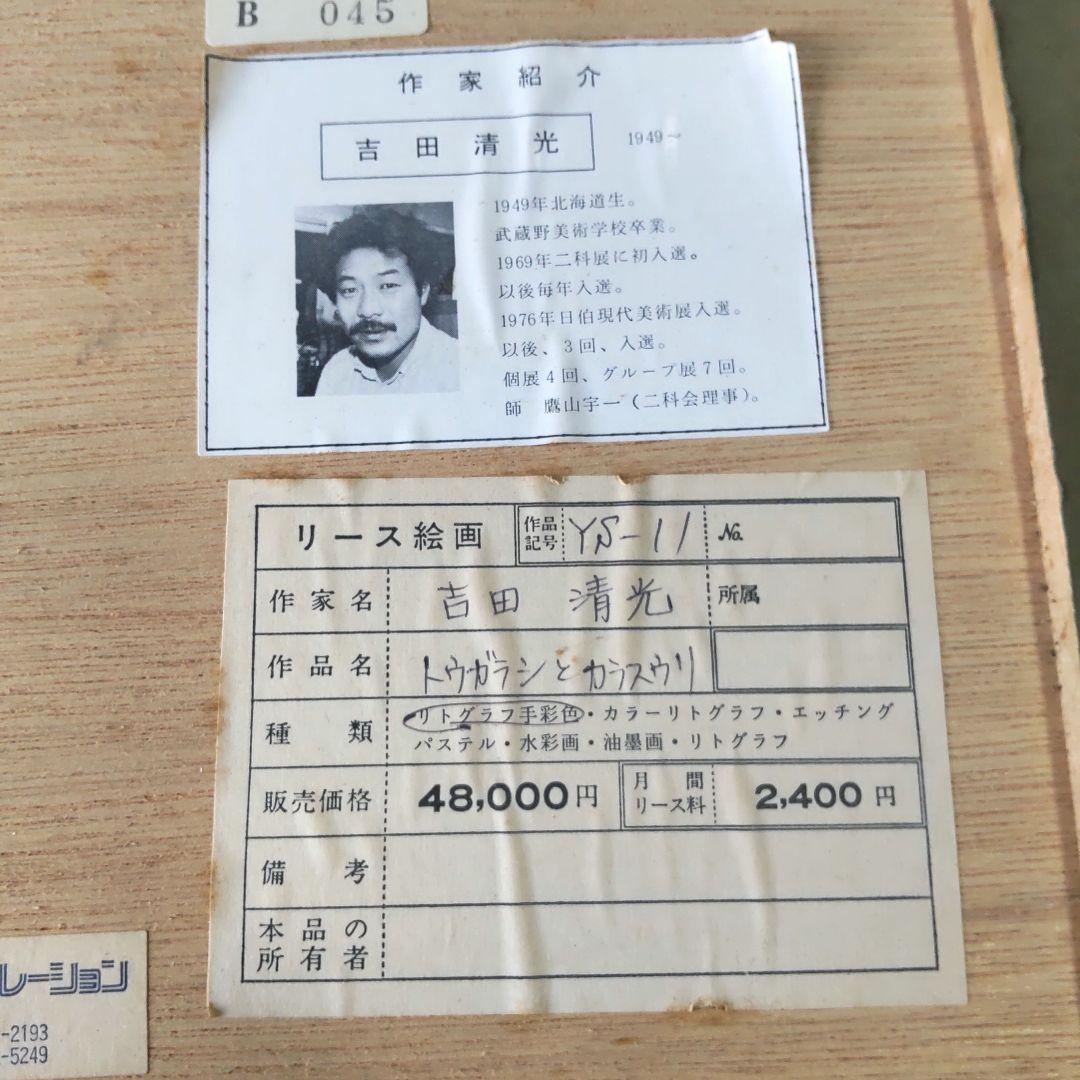 B 045
作家紹介
吉田清光 1949～
1949年北海道生。
武蔵野美術学校卒業。
1969年二科展に初入選。
以後毎年入選。
1976年日伯現代美術展入選。
以後、3回、入選。
個展4回、グループ展7回。
師 鷹山宇一(二科会理事)。
リース絵画 作品記号 YS-11 No.
作家名 吉田 清光 所属
作品名 トウガラシとカラスウリ
種類 リトグラフ手彩色・カラーリトグラフ・エッチング
パステル・水彩画・油墨画・リトグラフ
販売価格 48,000円 月間リース料 2,400円
備考
本品の所有者
レーション
-2193
-5249